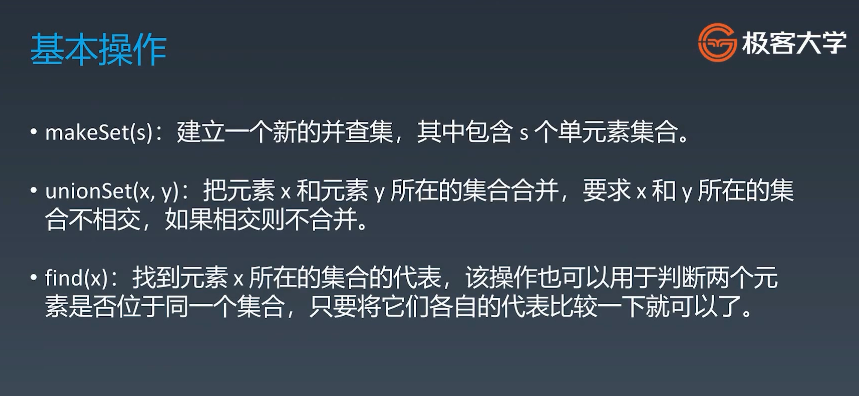 基本操作
极客大学
• makeSet(s)：建立一个新的并查集，其中包含 s 个单元素集合。
• unionSet(x, y)：把元素 x 和元素 y 所在的集合合并，要求 x 和 y 所在的集
合不相交，如果相交则不合并。
• find(x)：找到元素 x 所在的集合的代表，该操作也可以用于判断两个元
素是否位于同一个集合，只要将它们各自的代表比较一下就可以了。